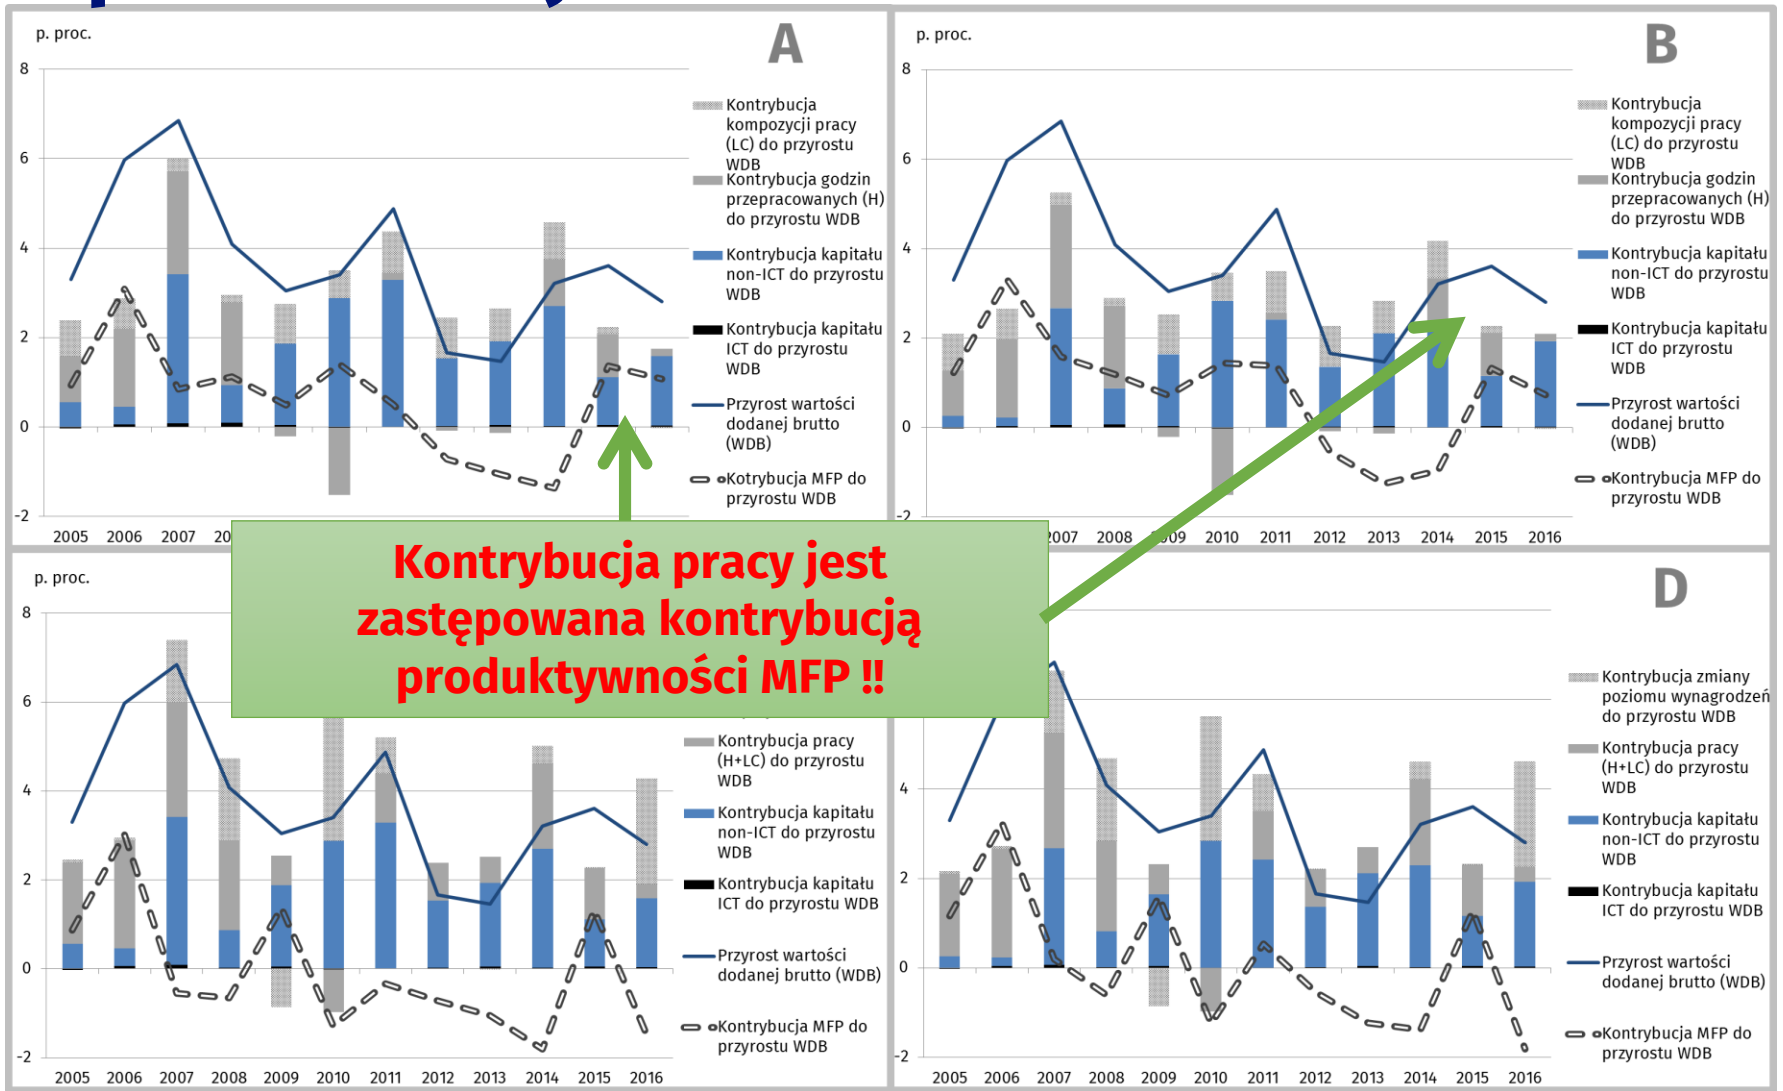 p. proc.
A
8
6
4
2
0
-2
2005 2006 2007
Kontrybucja
kompozycji pracy
(LC) do przyrostu
WDB
Kontrybucja godzin
przepracowanych (H)
do przyrostu WDB
Kontrybucja kapitału
non-ICT do przyrostu
WDB
Kontrybucja kapitału
ICT do przyrostu
WDB
Przyrost wartości
dodanej brutto
(WDB)
Kotrybucja MFP do
przyrostu WDB
p. proc.
B
8
6
4
2
0
-2
2007 2008 2009 2010 2011 2012 2013 2014 2015 2016
Kontrybucja
kompozycji pracy
(LC) do przyrostu
WDB
Kontrybucja godzin
przepracowanych (H)
do przyrostu WDB
Kontrybucja kapitału
non-ICT do przyrostu
WDB
Kontrybucja kapitału
ICT do przyrostu
WDB
Przyrost wartości
dodanej brutto
(WDB)
Kontrybucja MFP do
przyrostu WDB
Kontrybucja pracy jest
zastępowana kontrybucją
produktywności MFP !!
p. proc.
8
6
4
2
0
-2
2005 2006 2007 2008 2009 2010 2011 2012 2013 2014 2015 2016
Kontrybucja pracy
(H+LC) do przyrostu
WDB
Kontrybucja kapitału
non-ICT do przyrostu
WDB
Kontrybucja kapitału
ICT do przyrostu WDB
Przyrost wartości
dodanej brutto (WDB)
Kontrybucja MFP do
przyrostu WDB
D
4
2
0
-2
2005 2006 2007 2008 2009 2010 2011 2012 2013 2014 2015 2016
Kontrybucja zmiany
poziomu wynagrodzeń
do przyrostu WDB
Kontrybucja pracy
(H+LC) do przyrostu
WDB
Kontrybucja kapitału
non-ICT do przyrostu
WDB
Kontrybucja kapitału
ICT do przyrostu WDB
Przyrost wartości
dodanej brutto (WDB)
Kontrybucja MFP do
przyrostu WDB